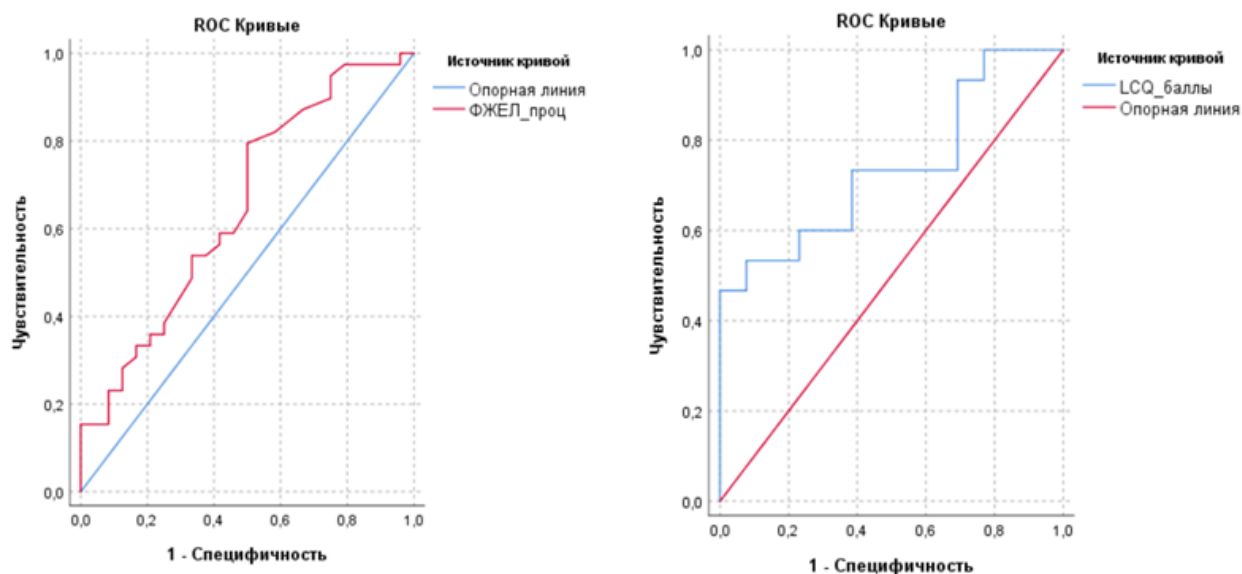 ROC Кривые
Источник кривой
Опорная линия
ФЖЕЛ_проц
Чувствительность
1,0
0,8
0,6
0,4
0,2
0,0
0,0 0,2 0,4 0,6 0,8 1,0
1 - Специфичность
ROC Кривые
Источник кривой
LCQ_баллы
Опорная линия
Чувствительность
1,0
0,8
0,6
0,4
0,2
0,0
0,0 0,2 0,4 0,6 0,8 1,0
1 - Специфичность